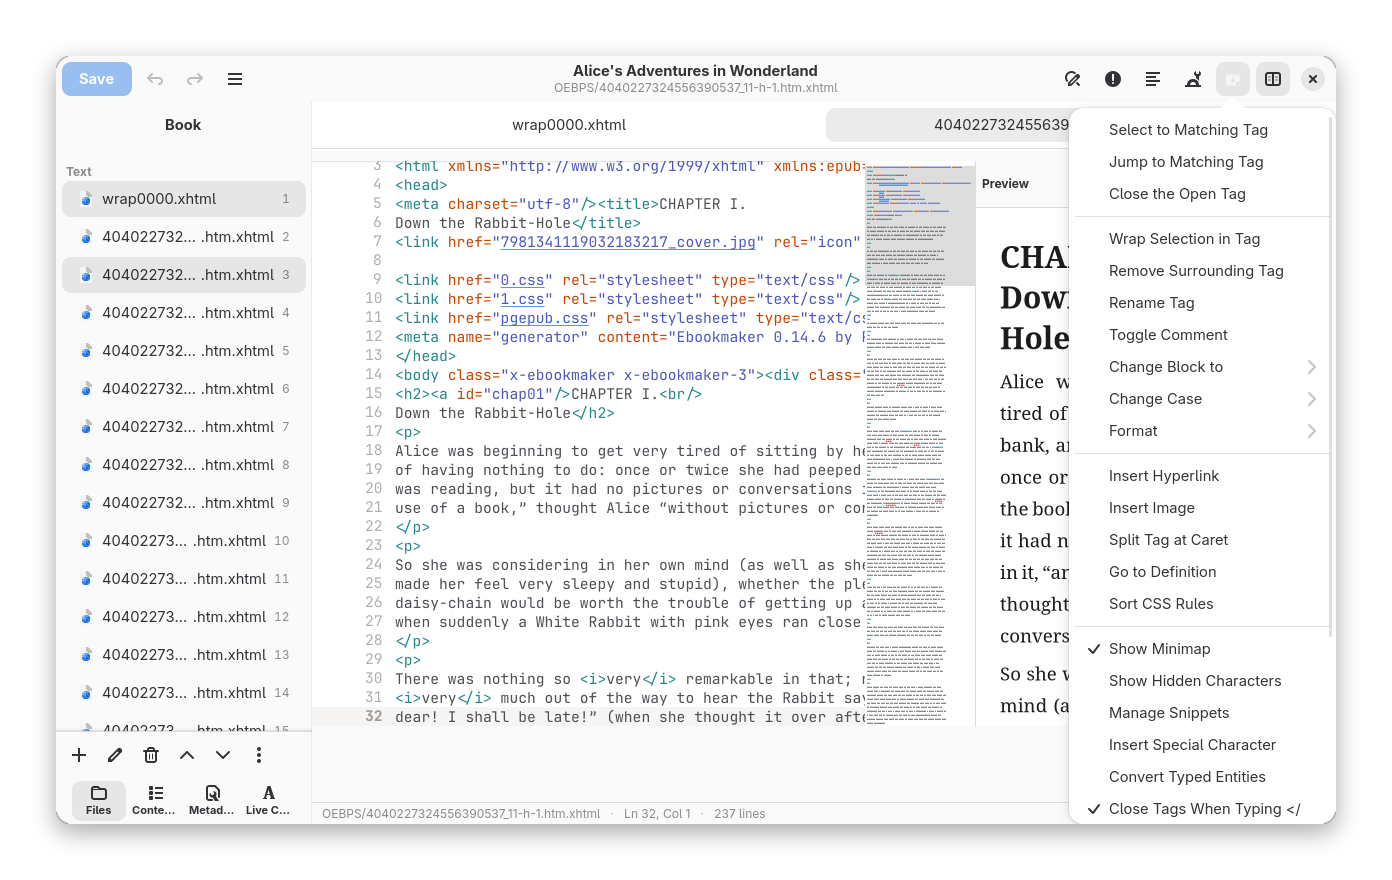 Save
Alice's Adventures in Wonderland
OEBPS/4040227324556390537_11-h-1.htm.xhtml
Book
Text
wrap0000.xhtml 1
404022732... .htm.xhtml 2
404022732... .htm.xhtml 3
404022732... .htm.xhtml 4
404022732... .htm.xhtml 5
404022732... .htm.xhtml 6
404022732... .htm.xhtml 7
404022732... .htm.xhtml 8
404022732... .htm.xhtml 9
40402273... .htm.xhtml 10
40402273... .htm.xhtml 11
40402273... .htm.xhtml 12
40402273... .htm.xhtml 13
40402273... .htm.xhtml 14
40402273... .htm.xhtml 15
Files
Conte...
Metad...
Live C...
wrap0000.xhtml
404022732455639
3 <html xmlns="http://www.w3.org/1999/xhtml" xmlns:epub=
4 <head>
5 <meta charset="utf-8"/><title>CHAPTER I.
6 Down the Rabbit-Hole</title>
7 <link href="7981341119032183217_cover.jpg" rel="icon"
8
9 <link href="0.css" rel="stylesheet" type="text/css"/>
10 <link href="1.css" rel="stylesheet" type="text/css"/>
11 <link href="pgepub.css" rel="stylesheet" type="text/cs
12 <meta name="generator" content="Ebookmaker 0.14.6 by
13 </head>
14 <body class="x-ebookmaker x-ebookmaker-3"><div class="
15 <h2><a id="chap01"/>CHAPTER I.<br/>
16 Down the Rabbit-Hole</h2>
17 <p>
18 Alice was beginning to get very tired of sitting by he
19 of having nothing to do: once or twice she had peeped
20 was reading, but it had no pictures or conversations
21 use of a book,” thought Alice “without pictures or con
22 </p>
23 <p>
24 So she was considering in her own mind (as well as she
25 made her feel very sleepy and stupid), whether the ple
26 daisy-chain would be worth the trouble of getting up a
27 when suddenly a White Rabbit with pink eyes ran close
28 </p>
29 <p>
30 There was nothing so <i>very</i> remarkable in that;
31 <i>very</i> much out of the way to hear the Rabbit say
32 dear! I shall be late!” (when she thought it over afte
OEBPS/4040227324556390537_11-h-1.htm.xhtml · Ln 32, Col 1 · 237 lines
Preview
CHA
Down
Hole
Alice w
tired of
bank, a
once or
the book
it had n
in it, “an
thought
convers
So she w
mind (a
Select to Matching Tag
Jump to Matching Tag
Close the Open Tag
Wrap Selection in Tag
Remove Surrounding Tag
Rename Tag
Toggle Comment
Change Block to
Change Case
Format
Insert Hyperlink
Insert Image
Split Tag at Caret
Go to Definition
Sort CSS Rules
Show Minimap
Show Hidden Characters
Manage Snippets
Insert Special Character
Convert Typed Entities
Close Tags When Typing </